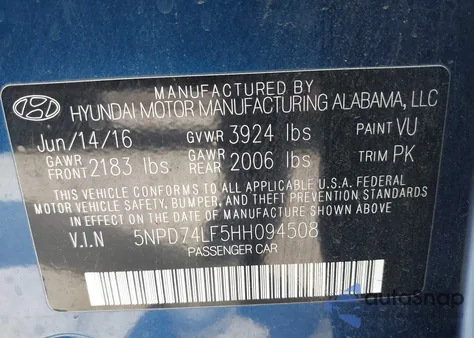 MANUFACTURED BY
HYUNDAI MOTOR MANUFACTURING ALABAMA, LLC
Jun/14/16 GVWR 3924 lbs PAINT VU
GAWR FRONT 2183 lbs GAWR REAR 2006 lbs TRIM PK
THIS VEHICLE CONFORMS TO ALL APPLICABLE U.S.A. FEDERAL
MOTOR VEHICLE SAFETY, BUMPER, AND THEFT PREVENTION STANDARDS
IN EFFECT ON THE DATE OF MANUFACTURE SHOWN ABOVE.
V.I.N 5NPD74LF5HH094508
PASSENGER CAR
autoSnap